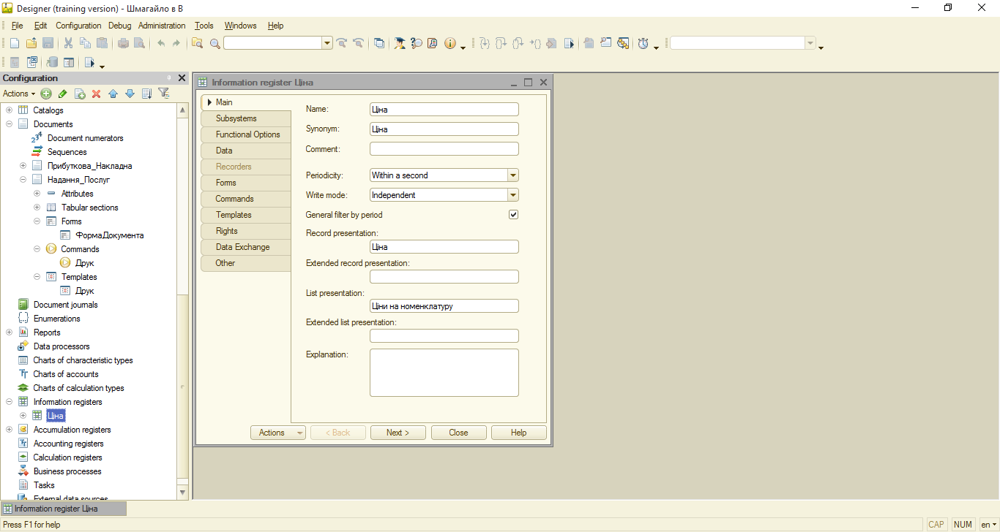 Designer (training version) - Шмагайло в В
File Edit Configuration Debug Administration Tools Windows Help
Configuration
Actions
Catalogs
Documents
Document numerators
Sequences
Прибуткова_Накладна
Надання_Послуг
Attributes
Tabular sections
Forms
ФормаДокумента
Commands
Друк
Templates
Друк
Document journals
Enumerations
Reports
Data processors
Charts of characteristic types
Charts of accounts
Charts of calculation types
Information registers
Ціна
Accumulation registers
Accounting registers
Calculation registers
Business processes
Tasks
External data sources
Information register Ціна
Main
Subsystems
Functional Options
Data
Recorders
Forms
Commands
Templates
Rights
Data Exchange
Other
Name: Ціна
Synonym: Ціна
Comment:
Periodicity: Within a second
Write mode: Independent
General filter by period
Record presentation:
Ціна
Extended record presentation:
List presentation:
Ціни на номенклатуру
Extended list presentation:
Explanation:
Actions < Back Next > Close Help
Information register Ціна
Press F1 for help CAP NUM en